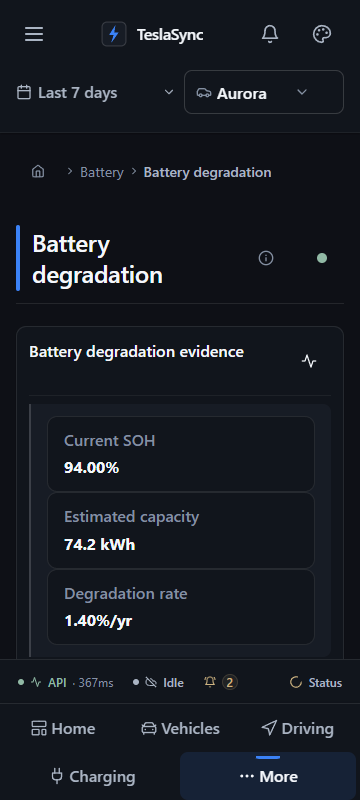 TeslaSync
Last 7 days
Aurora
Battery
Battery degradation
Battery
degradation
Battery degradation evidence
Current SOH
94.00%
Estimated capacity
74.2 kWh
Degradation rate
1.40%/yr
API · 367ms
Idle
2
Status
Home
Vehicles
Driving
Charging
More